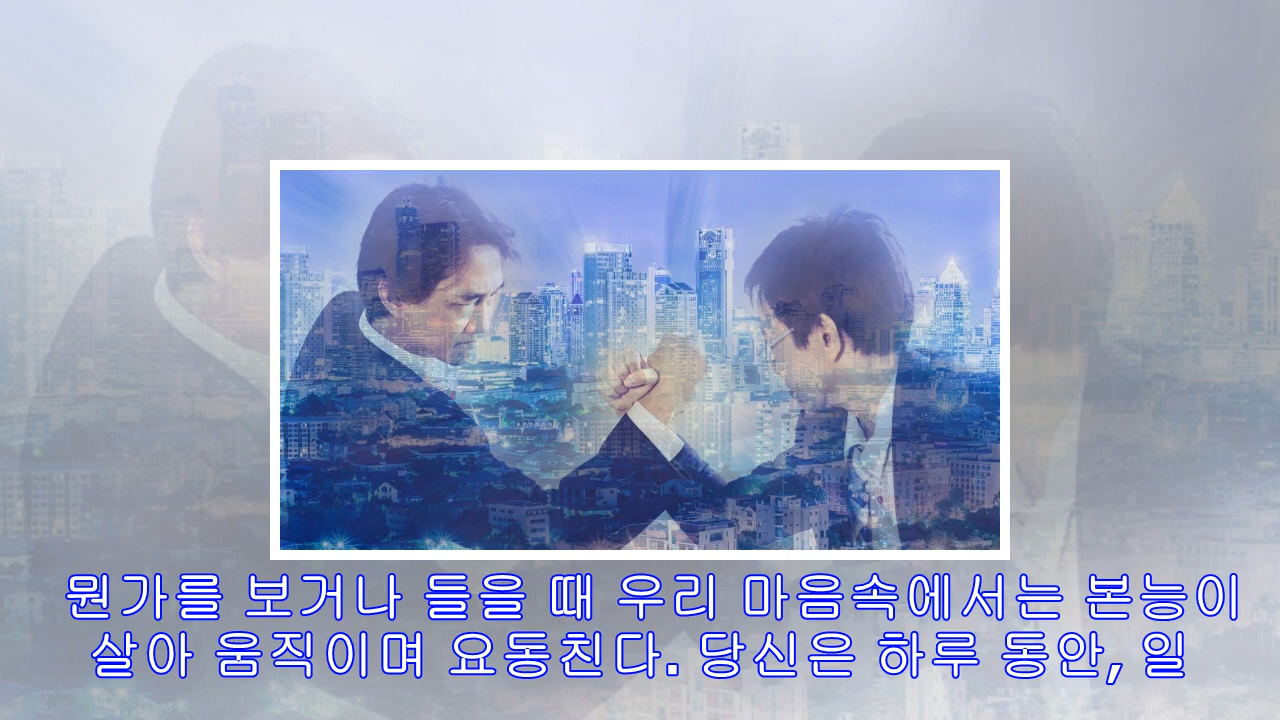 뭔가를 보거나 들을 때 우리 마음속에서는 본능이
살아 움직이며 요동친다. 당신은 하루 동안, 일